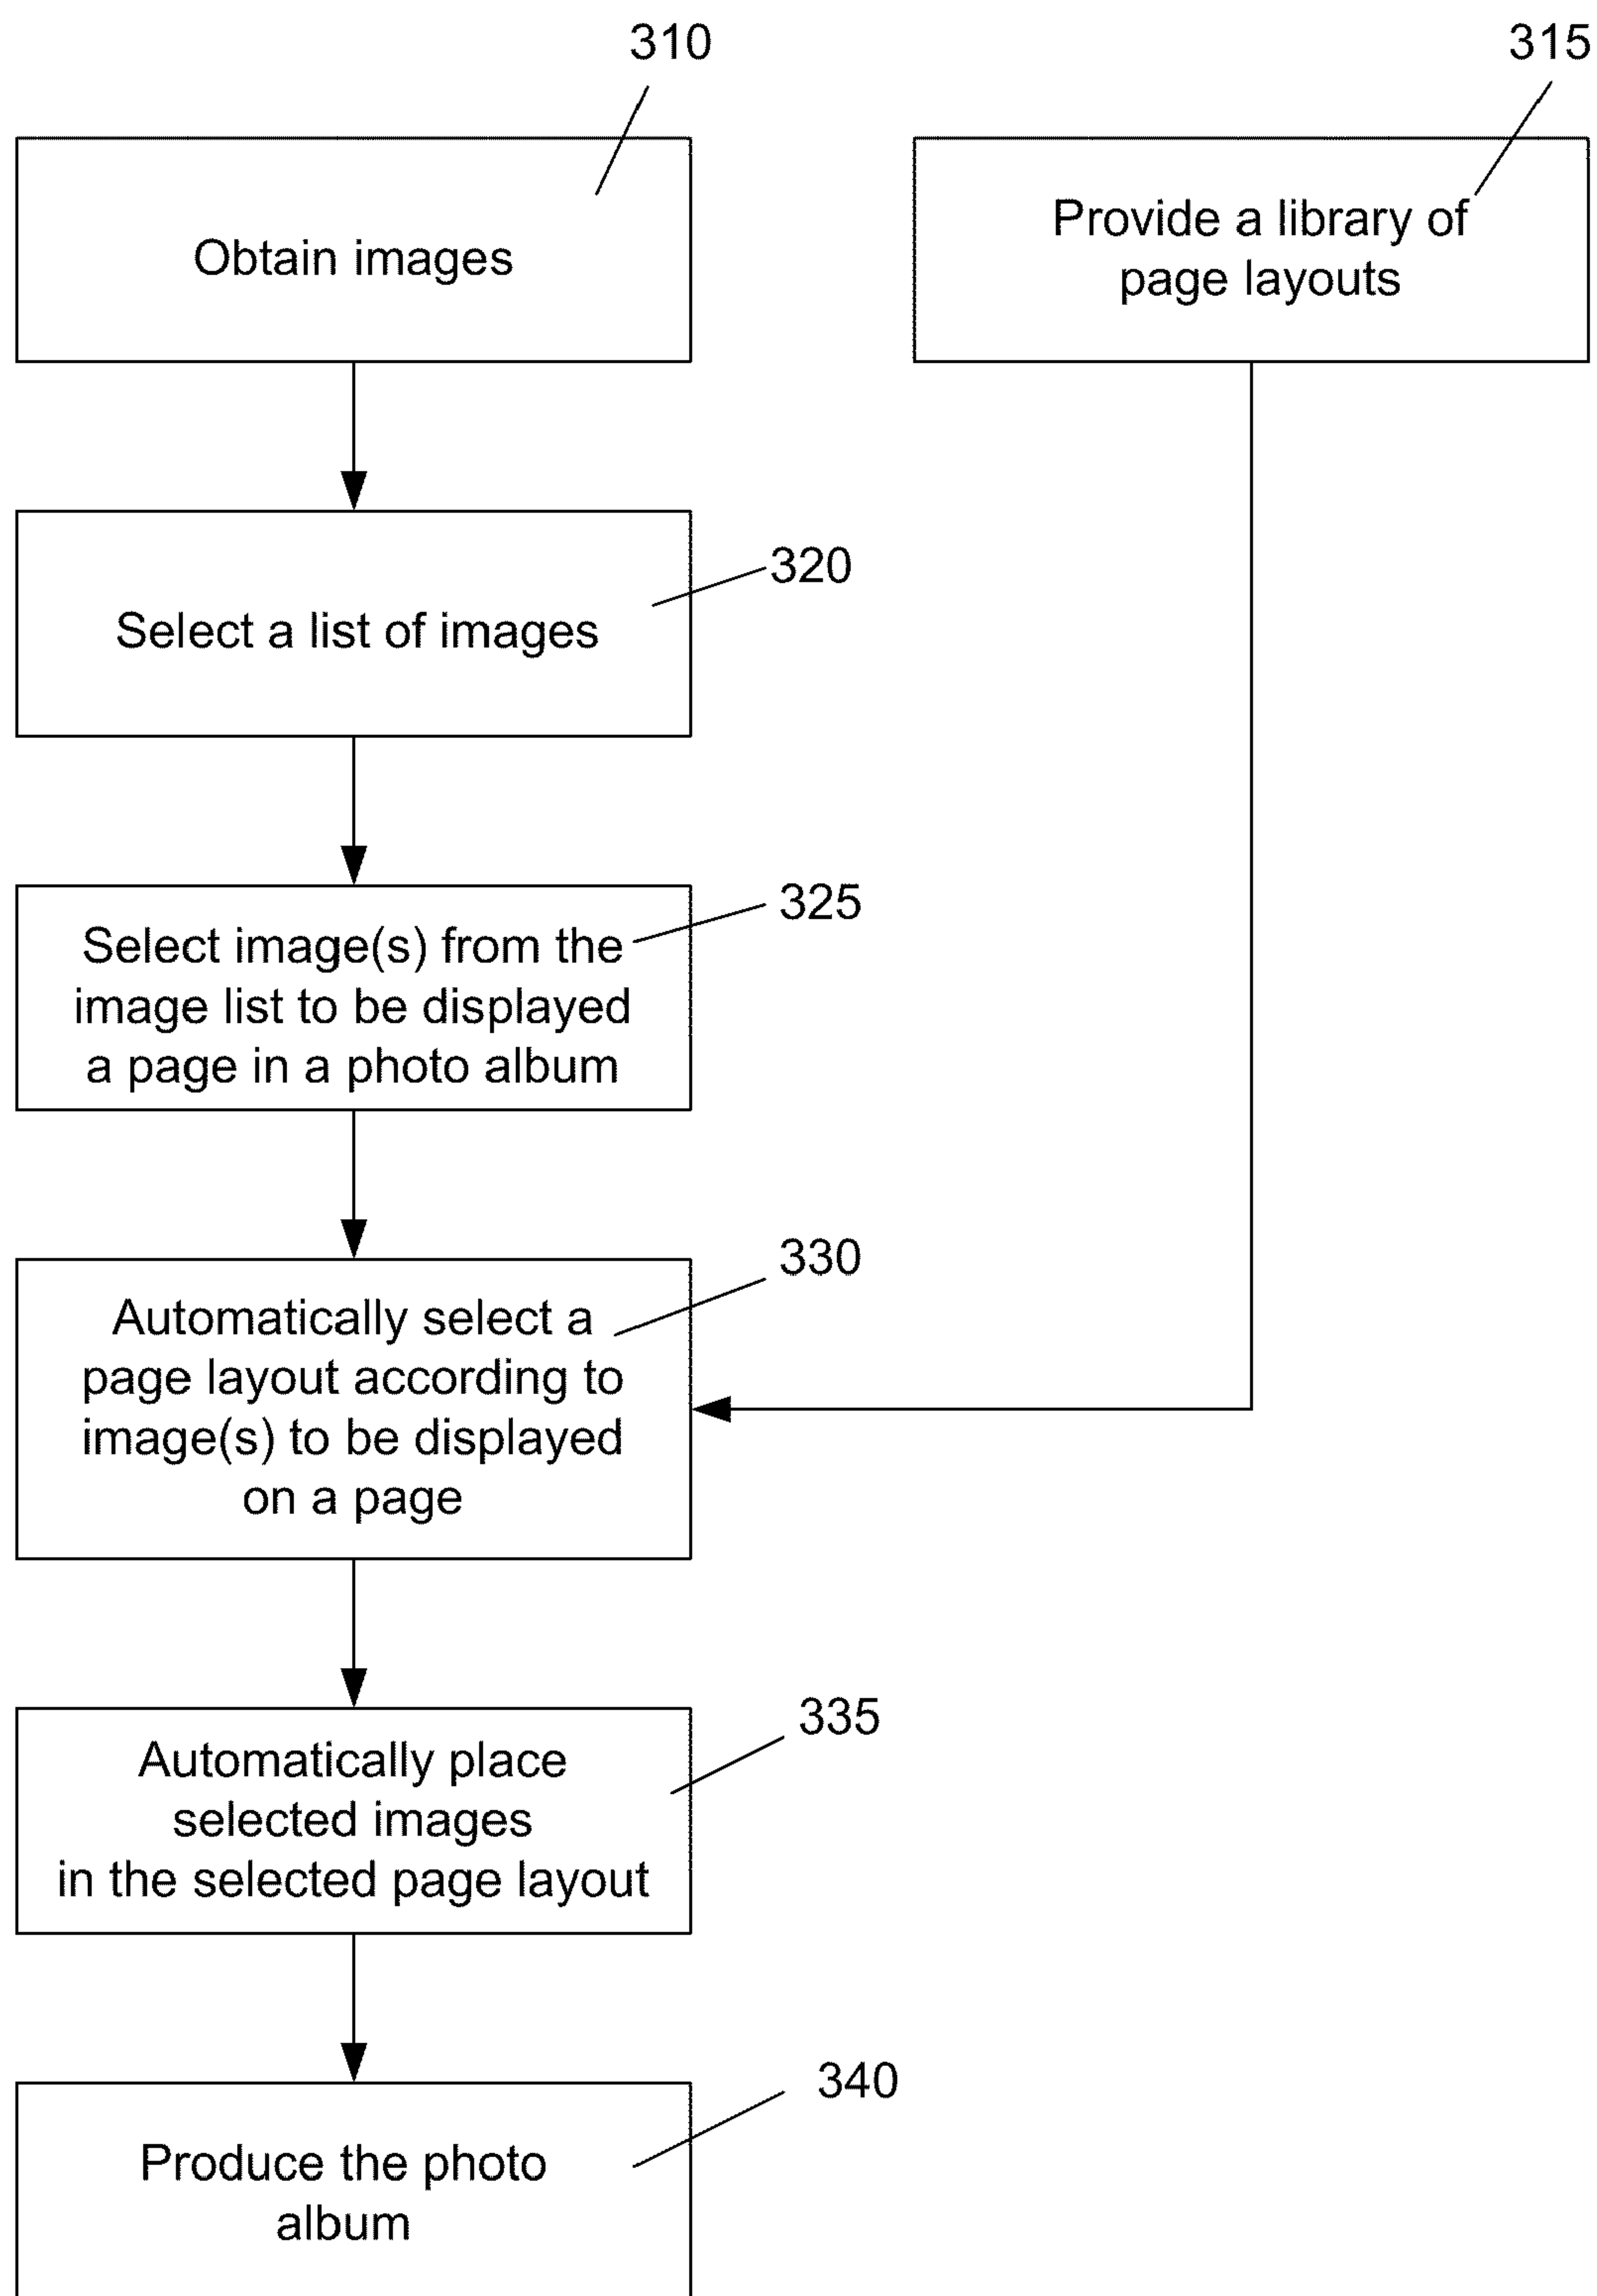 310
315
Obtain images
Provide a library of
page layouts
320
Select a list of images
325
Select image(s) from the
image list to be displayed
a page in a photo album
330
Automatically select a
page layout according to
image(s) to be displayed
on a page
335
Automatically place
selected images
in the selected page layout
340
Produce the photo
album